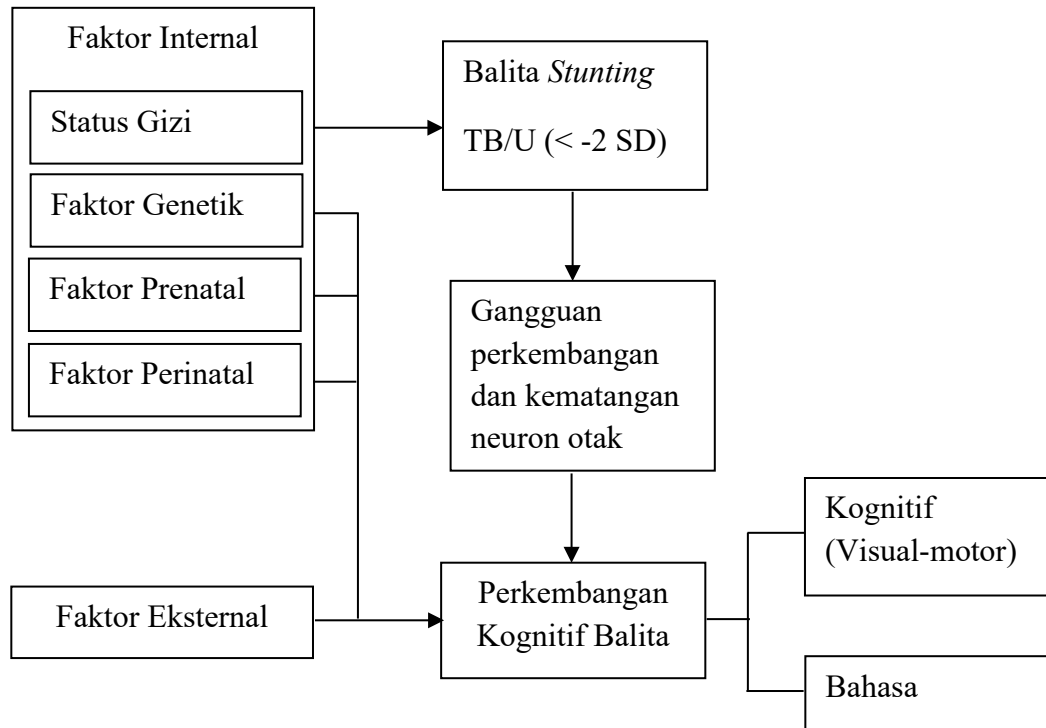 Faktor Internal
Status Gizi
Faktor Genetik
Faktor Prenatal
Faktor Perinatal
Balita Stunting
TB/U (< -2 SD)
Gangguan
perkembangan
dan kematangan
neuron otak
Faktor Eksternal
Perkembangan
Kognitif Balita
Kognitif
(Visual-motor)
Bahasa